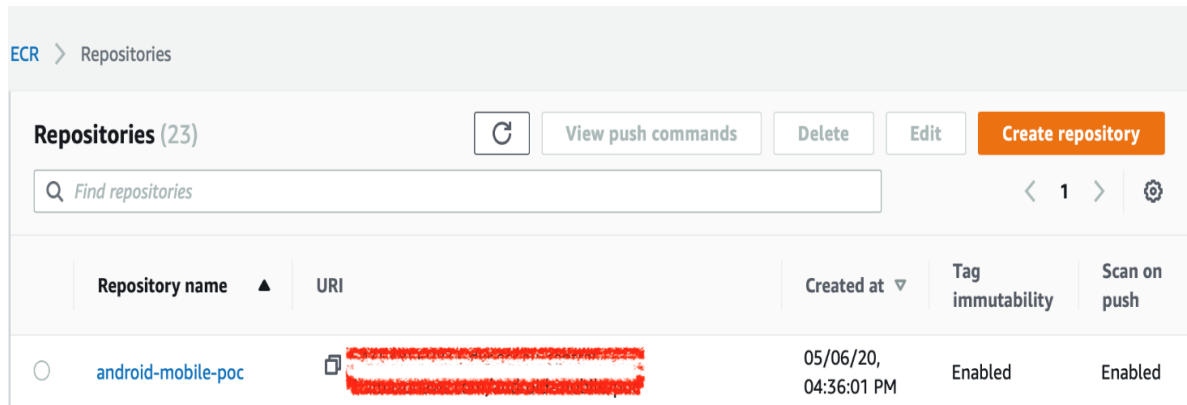 ECR > Repositories
Repositories (23)
View push commands
Delete
Edit
Create repository
Find repositories
1
Repository name
URI
Created at
Tag
immutability
Scan on
push
android-mobile-poc
05/06/20,
04:36:01 PM
Enabled
Enabled